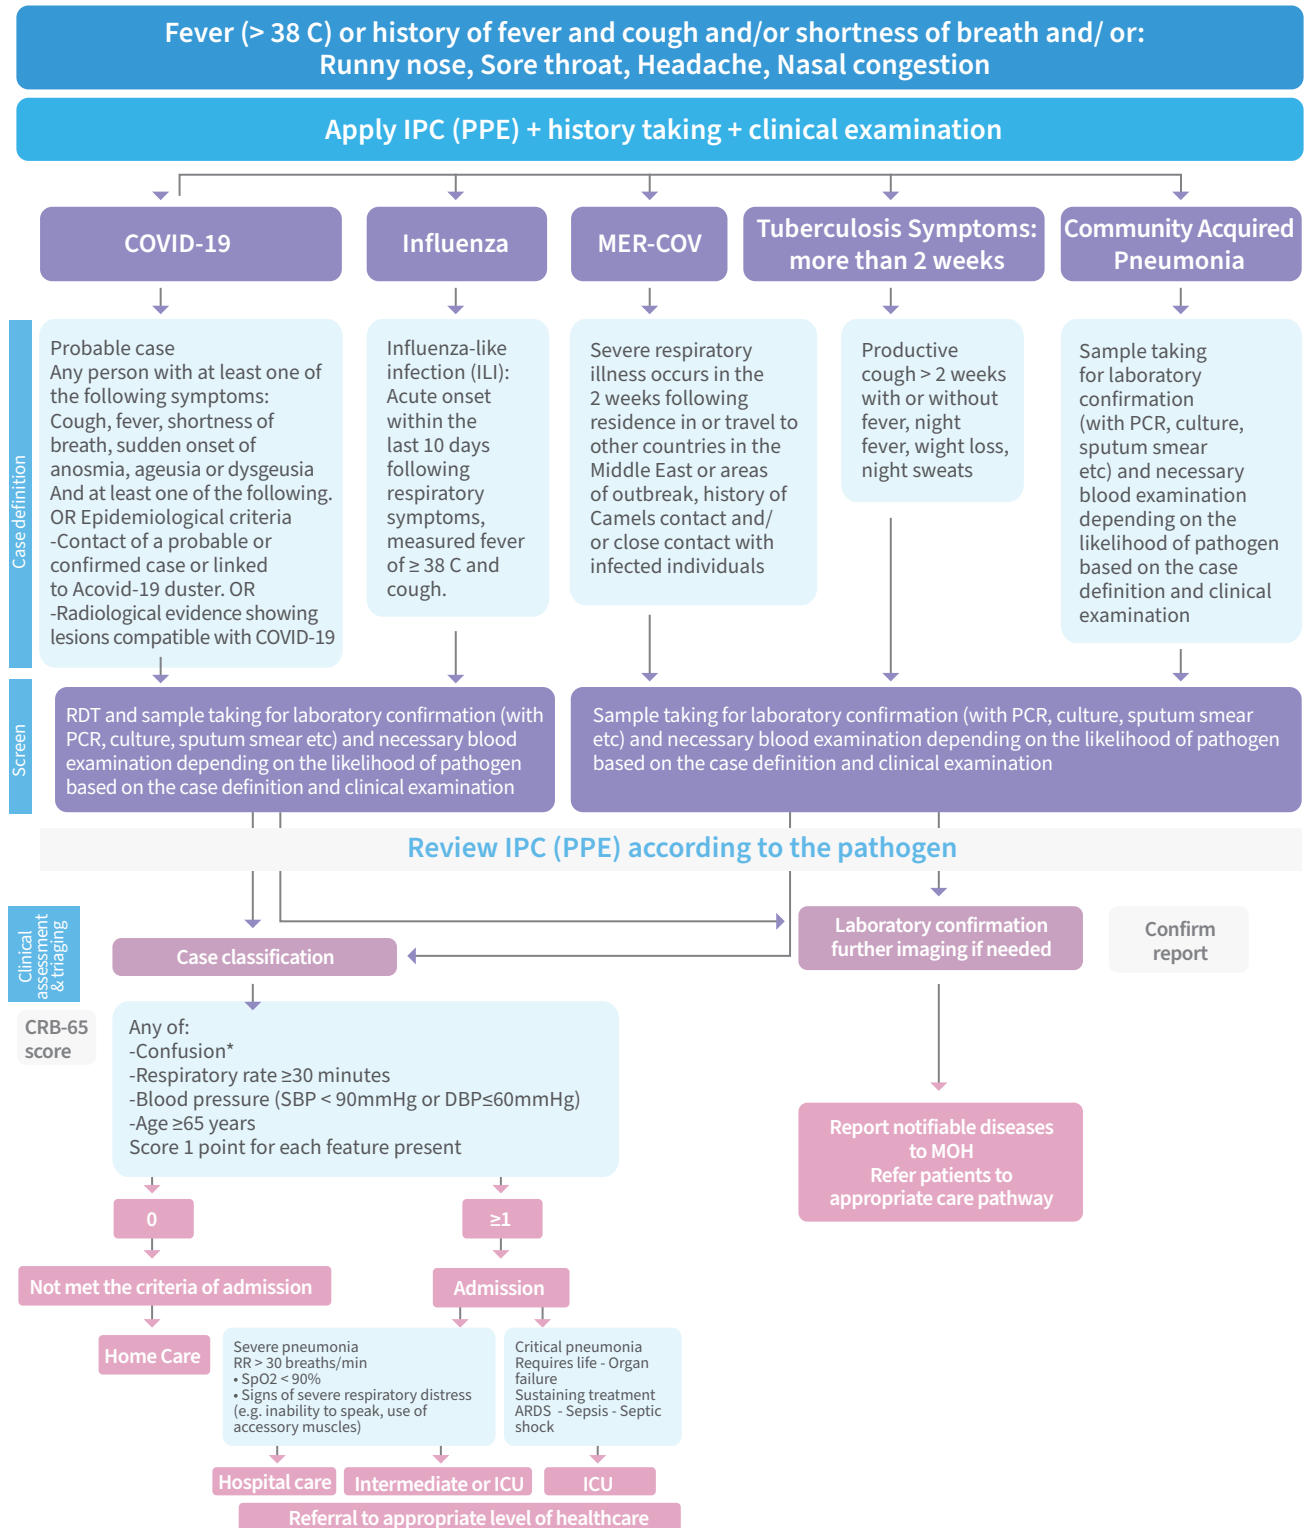 Fever (> 38 C) or history of fever and cough and/or shortness of breath and/ or:
Runny nose, Sore throat, Headache, Nasal congestion
Apply IPC (PPE) + history taking + clinical examination
COVID-19
Influenza
MER-COV
Tuberculosis Symptoms:
more than 2 weeks
Community Acquired
Pneumonia
Case definition
Probable case
Any person with at least one of
the following symptoms:
Cough, fever, shortness of
breath, sudden onset of
anosmia, ageusia or dysgeusia
And at least one of the following.
OR Epidemiological criteria
-Contact of a probable or
confirmed case or linked
to Acovid-19 duster. OR
-Radiological evidence showing
lesions compatible with COVID-19
Influenza-like
infection (ILI):
Acute onset
within the
last 10 days
following
respiratory
symptoms,
measured fever
of ≥ 38 C and
cough.
Severe respiratory
illness occurs in the
2 weeks following
residence in or travel to
other countries in the
Middle East or areas
of outbreak, history of
Camels contact and/
or close contact with
infected individuals
Productive
cough > 2 weeks
with or without
fever, night
fever, wight loss,
night sweats
Sample taking
for laboratory
confirmation
(with PCR, culture,
sputum smear
etc) and necessary
blood examination
depending on the
likelihood of pathogen
based on the case
definition and clinical
examination
Screen
RDT and sample taking for laboratory confirmation (with
PCR, culture, sputum smear etc) and necessary blood
examination depending on the likelihood of pathogen
based on the case definition and clinical examination
Sample taking for laboratory confirmation (with PCR, culture, sputum smear
etc) and necessary blood examination depending on the likelihood of pathogen
based on the case definition and clinical examination
Review IPC (PPE) according to the pathogen
Clinical
assessment
& triaging
Case classification
Laboratory confirmation
further imaging if needed
Confirm
report
CRB-65
score
Any of:
-Confusion*
-Respiratory rate ≥30 minutes
-Blood pressure (SBP < 90mmHg or DBP≤60mmHg)
-Age ≥65 years
Score 1 point for each feature present
Report notifiable diseases
to MOH
Refer patients to
appropriate care pathway
0
≥1
Not met the criteria of admission
Admission
Home Care
Severe pneumonia
RR > 30 breaths/min
• SpO2 < 90%
• Signs of severe respiratory distress
(e.g. inability to speak, use of
accessory muscles)
Critical pneumonia
Requires life - Organ
failure
Sustaining treatment
ARDS - Sepsis - Septic
shock
Hospital care
Intermediate or ICU
ICU
Referral to appropriate level of healthcare